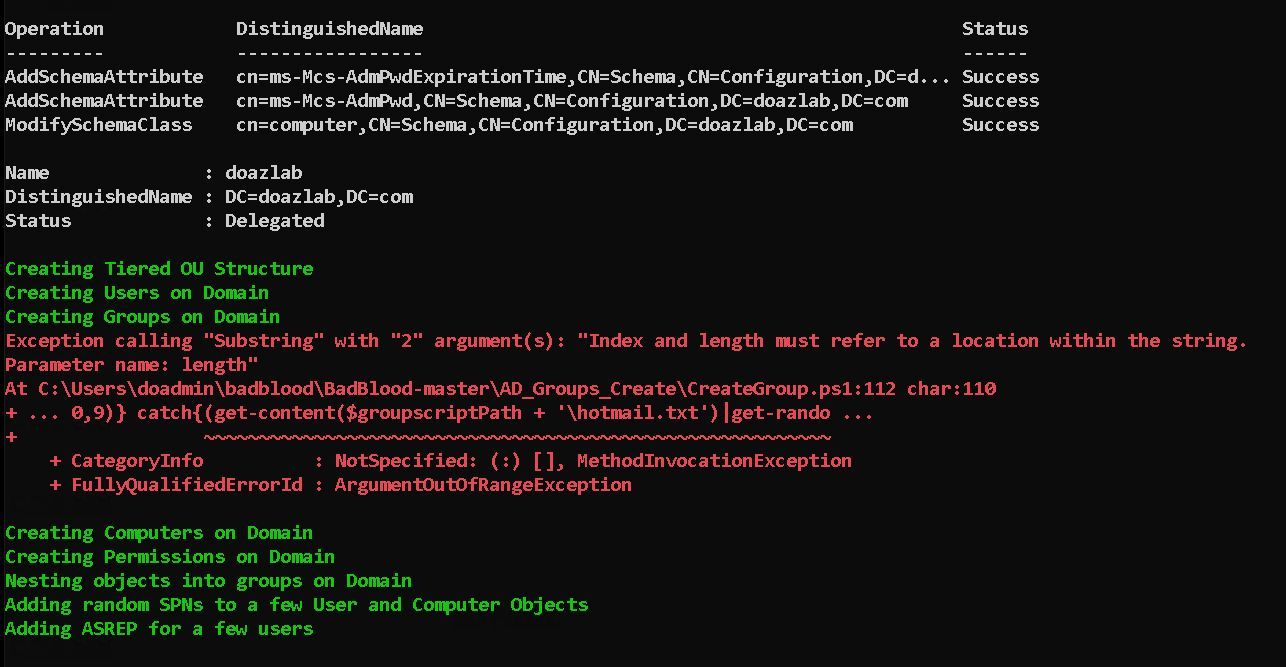 Operation            DistinguishedName                                                 Status
---------            -----------------                                                 ------
AddSchemaAttribute   cn=ms-Mcs-AdmPwdExpirationTime,CN=Schema,CN=Configuration,DC=d... Success
AddSchemaAttribute   cn=ms-Mcs-AdmPwd,CN=Schema,CN=Configuration,DC=doazlab,DC=com     Success
ModifySchemaClass    cn=computer,CN=Schema,CN=Configuration,DC=doazlab,DC=com          Success
Name              : doazlab
DistinguishedName : DC=doazlab,DC=com
Status            : Delegated
Creating Tiered OU Structure
Creating Users on Domain
Creating Groups on Domain
Exception calling "Substring" with "2" argument(s): "Index and length must refer to a location within the string.
Parameter name: length"
At C:\Users\doadmin\badblood\BadBlood-master\AD_Groups_Create\CreateGroup.ps1:112 char:110
+ ... 0,9)} catch{(get-content($groupscriptPath + '\hotmail.txt')|get-rando ...
+                 ~~~~~~~~~~~~~~~~~~~~~~~~~~~~~~~~~~~~~~~~~~~~~~~~~~~~~~~~~
    + CategoryInfo          : NotSpecified: (:) [], MethodInvocationException
    + FullyQualifiedErrorId : ArgumentOutOfRangeException
Creating Computers on Domain
Creating Permissions on Domain
Nesting objects into groups on Domain
Adding random SPNs to a few User and Computer Objects
Adding ASREP for a few users